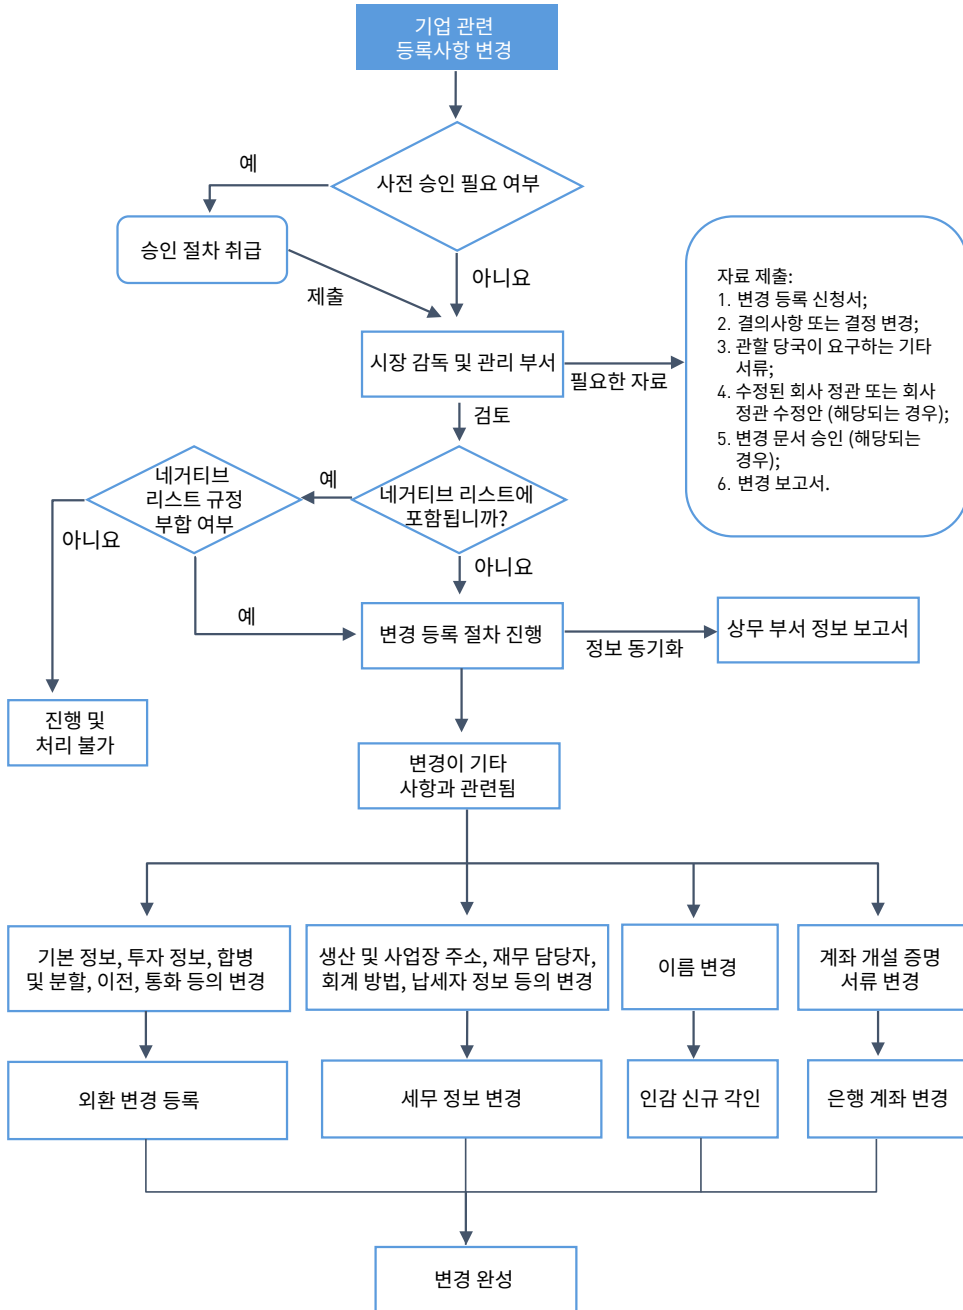 기업 관련
등록사항 변경
예
사전 승인 필요 여부
승인 절차 취급
제출
아니요
자료 제출:
1. 변경 등록 신청서;
2. 결의사항 또는 결정 변경;
3. 관할 당국이 요구하는 기타
서류;
4. 수정된 회사 정관 또는 회사
정관 수정안 (해당되는 경우);
5. 변경 문서 승인 (해당되는
경우);
6. 변경 보고서.
시장 감독 및 관리 부서
필요한 자료
검토
네거티브
리스트 규정
부합 여부
예
네거티브 리스트에
포함됩니까?
아니요
아니요
예
변경 등록 절차 진행
정보 동기화
상무 부서 정보 보고서
진행 및
처리 불가
변경이 기타
사항과 관련됨
기본 정보, 투자 정보, 합병
및 분할, 이전, 통화 등의 변경
생산 및 사업장 주소, 재무 담당자,
회계 방법, 납세자 정보 등의 변경
이름 변경
계좌 개설 증명
서류 변경
외환 변경 등록
세무 정보 변경
인감 신규 각인
은행 계좌 변경
변경 완성